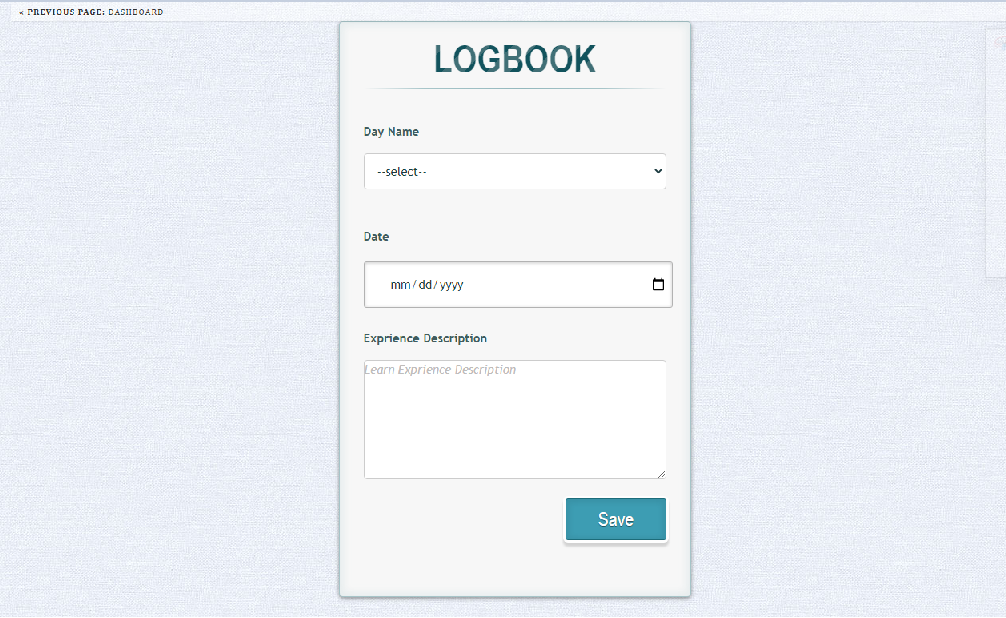 « PREVIOUS PAGE: DASHBOARD
LOGBOOK
Day Name
--select--
Date
mm/dd/yyyy
Exprience Description
Learn Exprience Description
Save